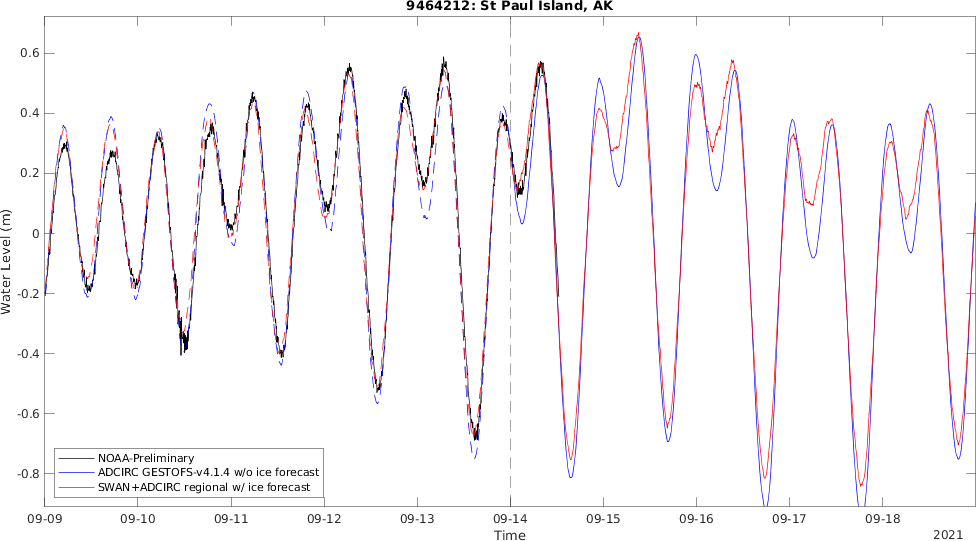 9464212: St Paul Island, AK
Water Level (m)
0.6
0.4
0.2
0
-0.2
-0.4
-0.6
-0.8
NOAA-Preliminary
ADCIRC GESTOFS-v4.1.4 w/o ice forecast
SWAN+ADCIRC regional w/ ice forecast
09-09 09-10 09-11 09-12 09-13 09-14 09-15 09-16 09-17 09-18
Time
2021